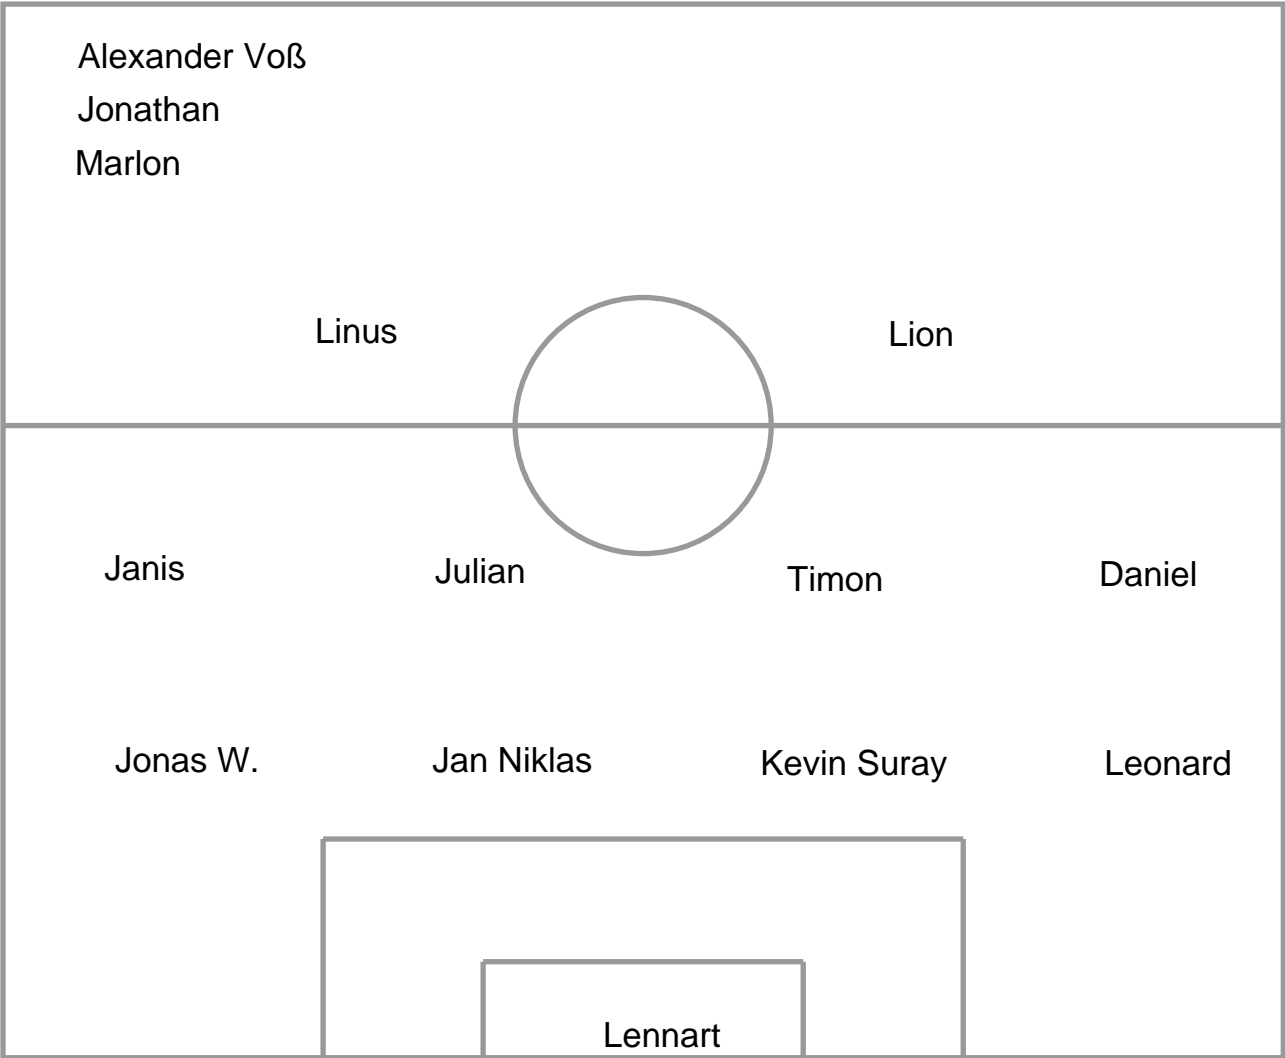 Alexander Voß
Jonathan
Marlon
Linus Lion
Janis Julian Timon Daniel
Jonas W. Jan Niklas Kevin Suray Leonard
Lennart